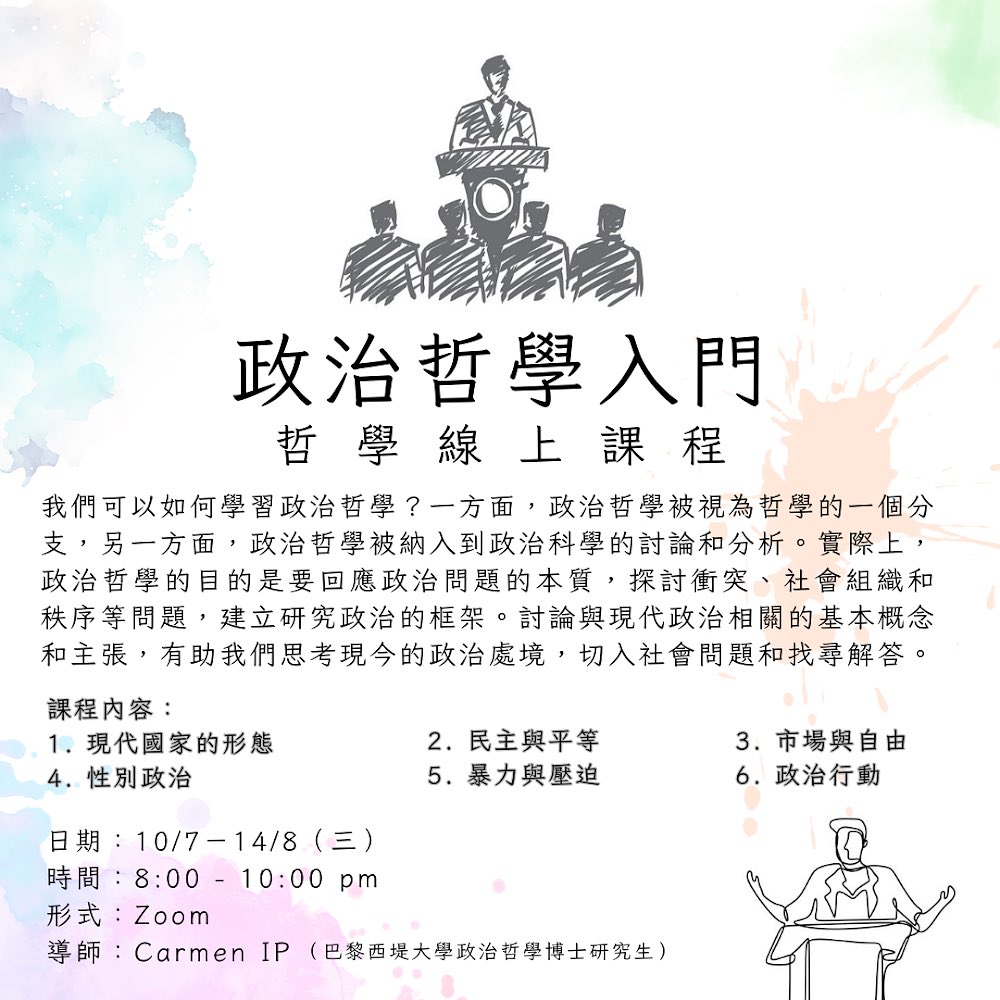 政治哲學入門
哲學線上課程
我們可以如何學習政治哲學？一方面，政治哲學被視為哲學的一個分
支，另一方面，政治哲學被納入到政治科學的討論和分析。實際上，
政治哲學的目的是要回應政治問題的本質，探討衝突、社會組織和
秩序等問題，建立研究政治的框架。討論與現代政治相關的基本概念
和主張，有助我們思考現今的政治處境，切入社會問題和找尋解答。
課程內容：
1. 現代國家的形態 2. 民主與平等 3. 市場與自由
4. 性別政治 5. 暴力與壓迫 6. 政治行動
日期：10/7－14/8（三）
時間：8:00 - 10:00 pm
形式：Zoom
導師：Carmen IP（巴黎西堤大學政治哲學博士研究生）